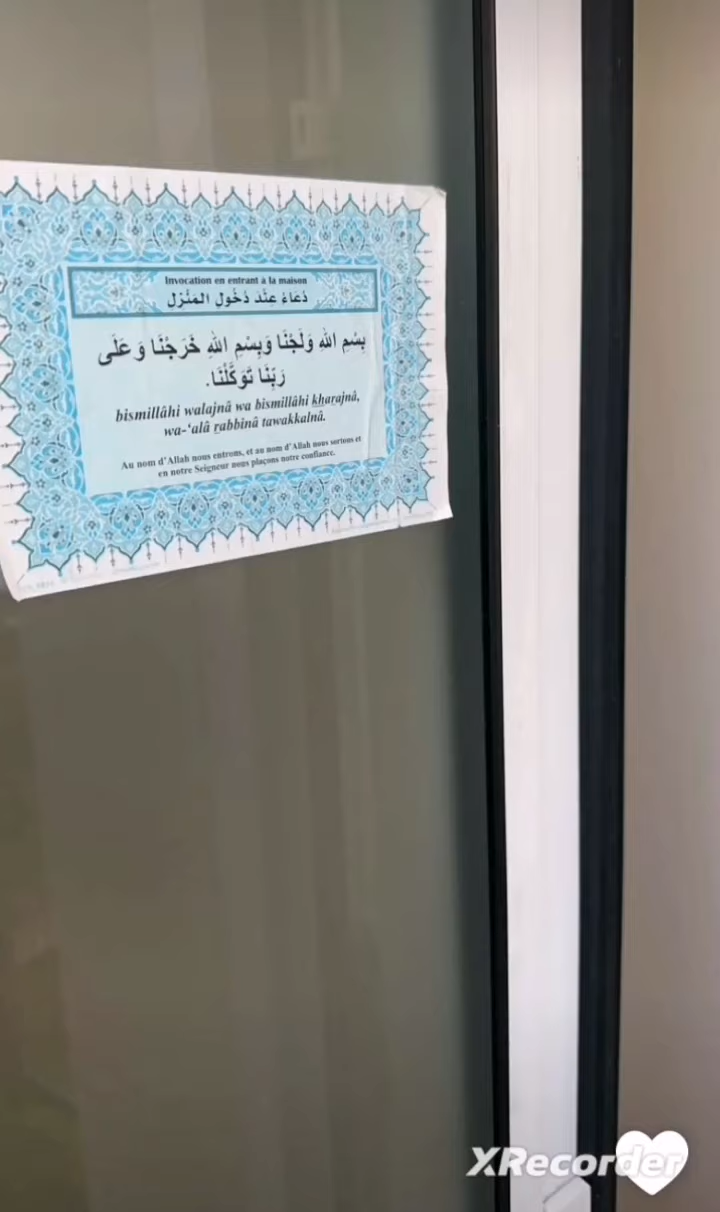 Invocation en entrant à la maison
دُعَاءُ عِنْدَ دُخُولِ المَنْزِلِ
بِسْمِ اللهِ وَلَجْنَا وَبِسْمِ اللهِ خَرَجْنَا وَعَلَى
رَبِّنَا تَوَكَّلْنَا.
bismillâhi walajnâ wa bismillâhi kharajnâ,
wa-‘alâ rabbinâ tawakkalnâ.
Au nom d’Allah nous entrons, et au nom d’Allah nous sortons et
en notre Seigneur nous plaçons notre confiance.
XRecorder